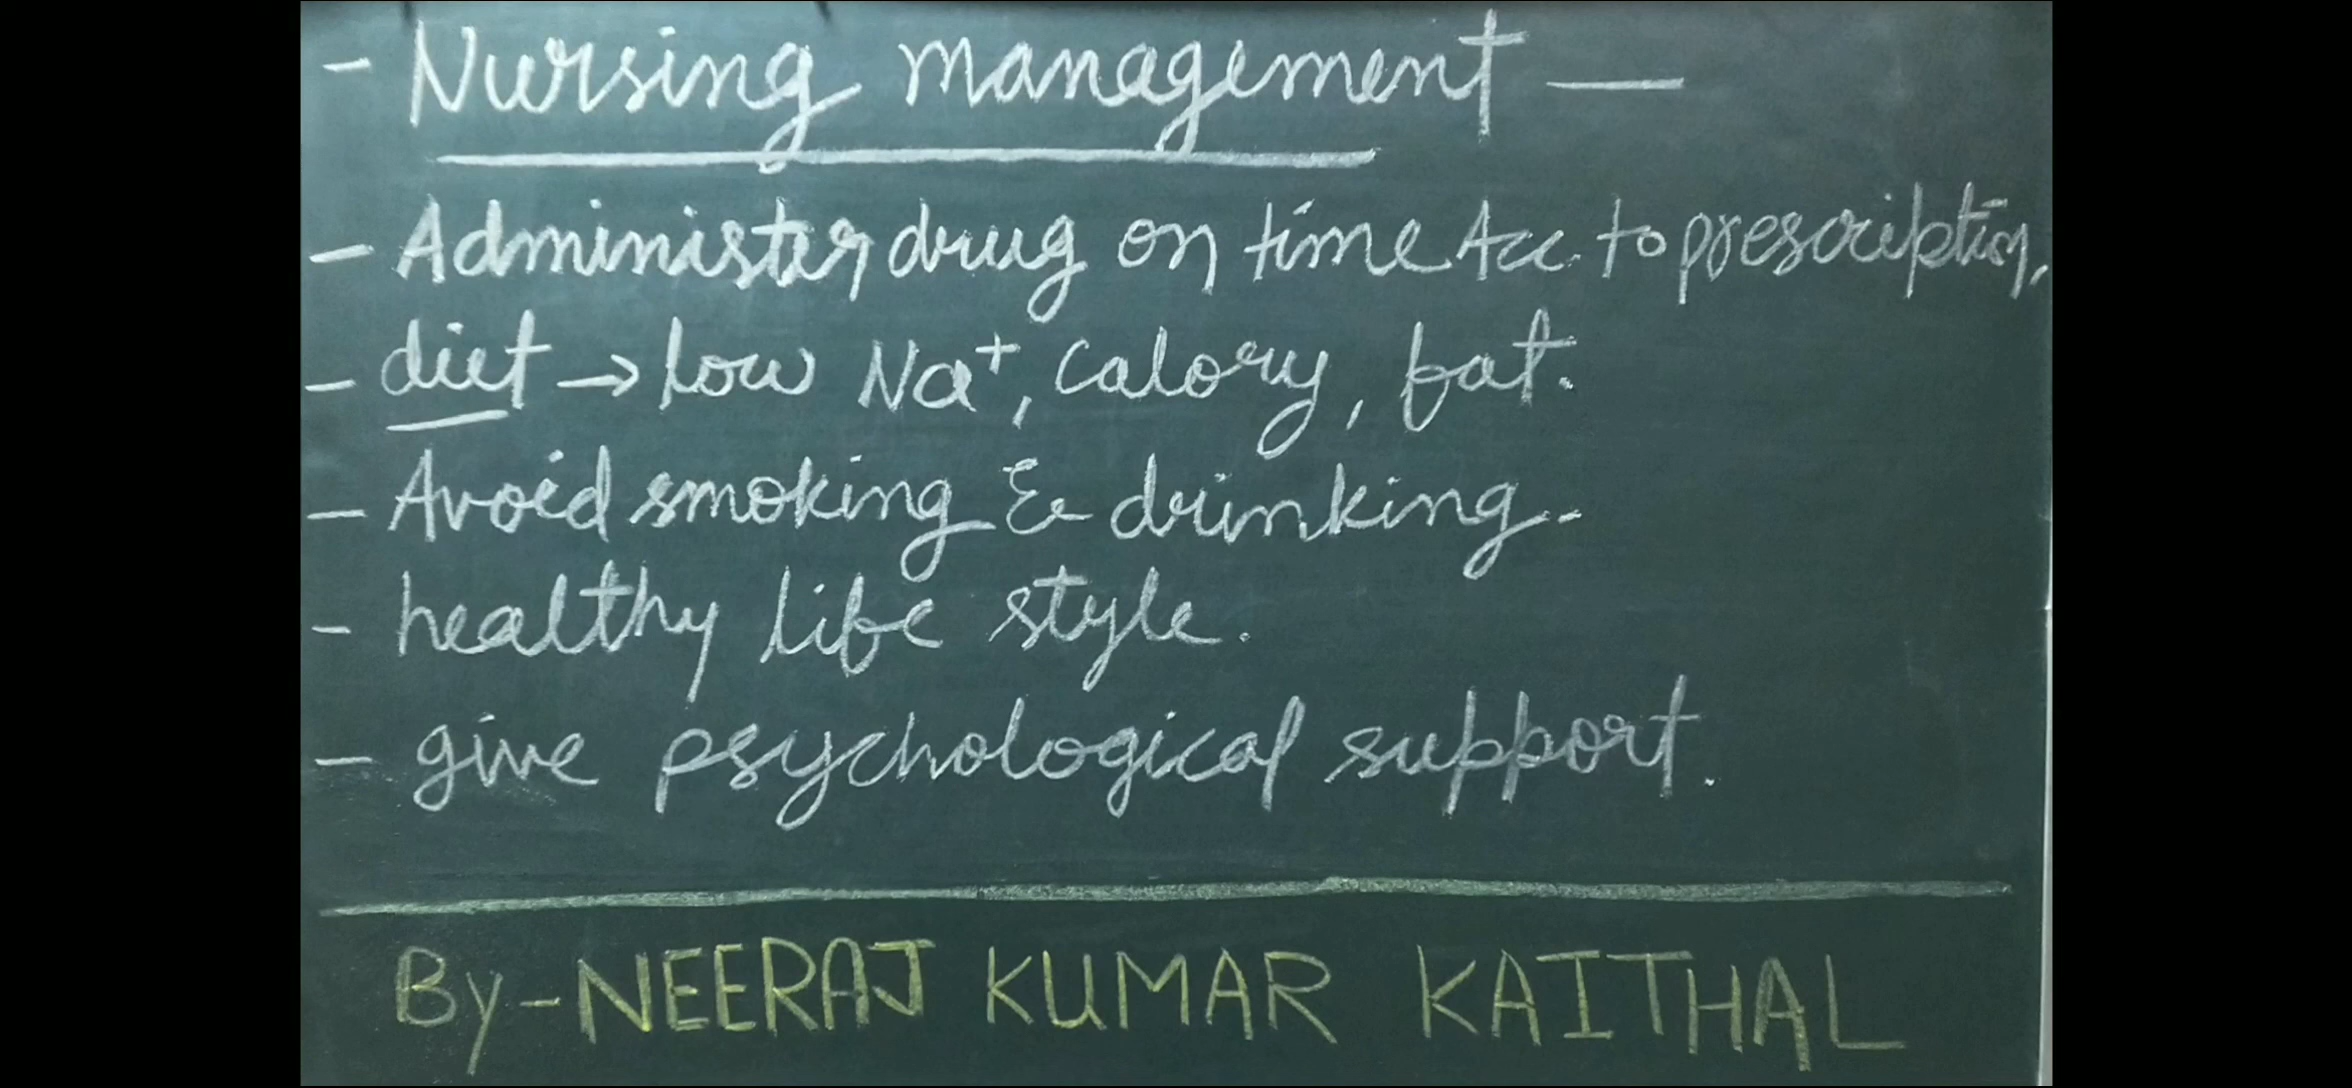 - Nursing management —
- Administer drug on time Acc. to prescription.
- diet → low Na+, calory, fat.
- Avoid smoking & drinking.
- healthy life style.
- give psychological support.
By - NEERAJ KUMAR KAITHAL